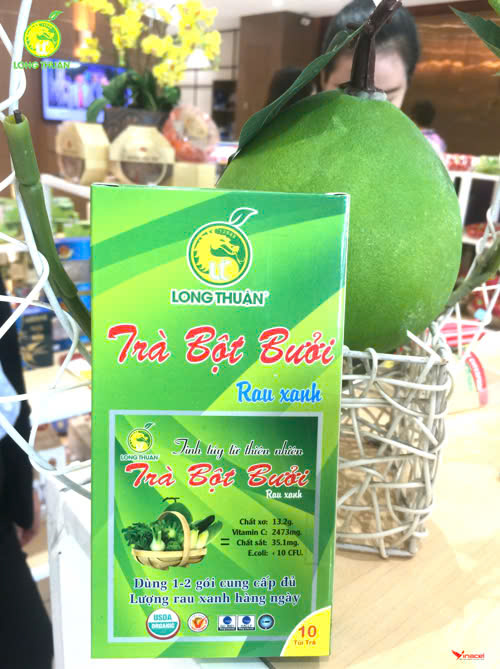 LONG THUẬN
LC
LONG THUẬN
Trà Bột Bưởi
Rau xanh
LONG THUẬN
Tinh túy từ thiên nhiên
Trà Bột Bưởi
Rau xanh
Chất xơ: 13.2g.
Vitamin C: 2473mg.
= Chất sắt: 35.1mg.
E.coli: <10 CFU.
Dùng 1-2 gói cung cấp đủ
Lượng rau xanh hàng ngày
USDA
ORGANIC
10
Túi Trà
Vinacel